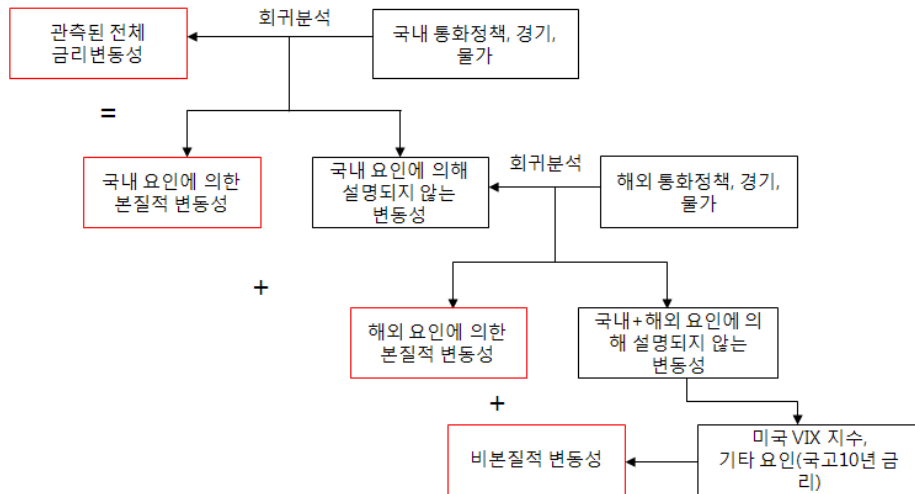 회귀분석
관측된 전체
금리변동성
국내 통화정책, 경기,
물가
=
국내 요인에 의한
본질적 변동성
국내 요인에 의해
설명되지 않는
변동성
회귀분석
해외 통화정책, 경기,
물가
+
해외 요인에 의한
본질적 변동성
국내+해외 요인에 의
해 설명되지 않는
변동성
+
비본질적 변동성
미국 VIX 지수,
기타 요인(국고10년 금
리)